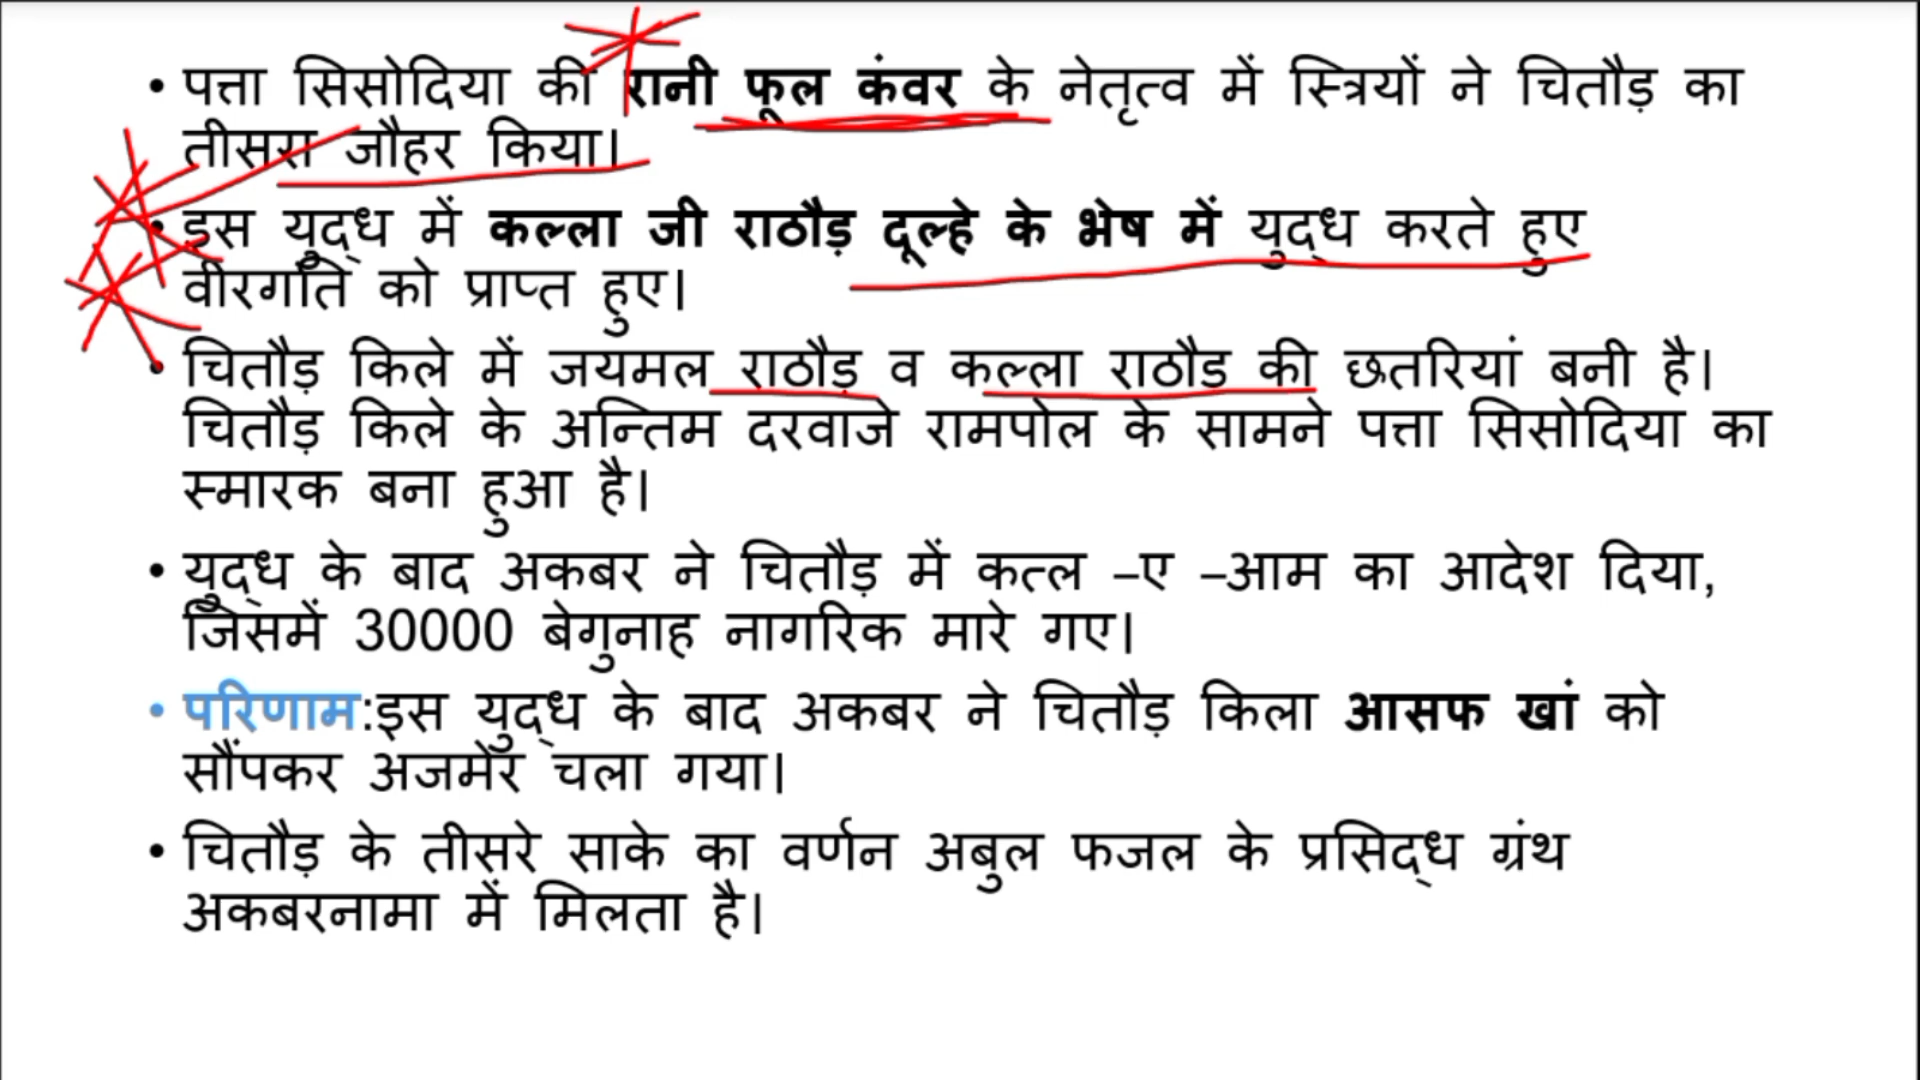 • पत्ता सिसोदिया की रानी फूल कंवर के नेतृत्व में स्त्रियों ने चितौड़ का
तीसरा जौहर किया।
• इस युद्ध में कल्ला जी राठौड़ दूल्हे के भेष में युद्ध करते हुए
वीरगति को प्राप्त हुए।
• चितौड़ किले में जयमल राठौड़ व कल्ला राठौड़ की छतरियां बनी है।
चितौड़ किले के अन्तिम दरवाजे रामपोल के सामने पत्ता सिसोदिया का
स्मारक बना हुआ है।
• युद्ध के बाद अकबर ने चितौड़ में कत्ल –ए –आम का आदेश दिया,
जिसमें 30000 बेगुनाह नागरिक मारे गए।
• परिणाम:इस युद्ध के बाद अकबर ने चितौड़ किला आसफ खां को
सौंपकर अजमेर चला गया।
• चितौड़ के तीसरे साके का वर्णन अबुल फजल के प्रसिद्ध ग्रंथ
अकबरनामा में मिलता है।